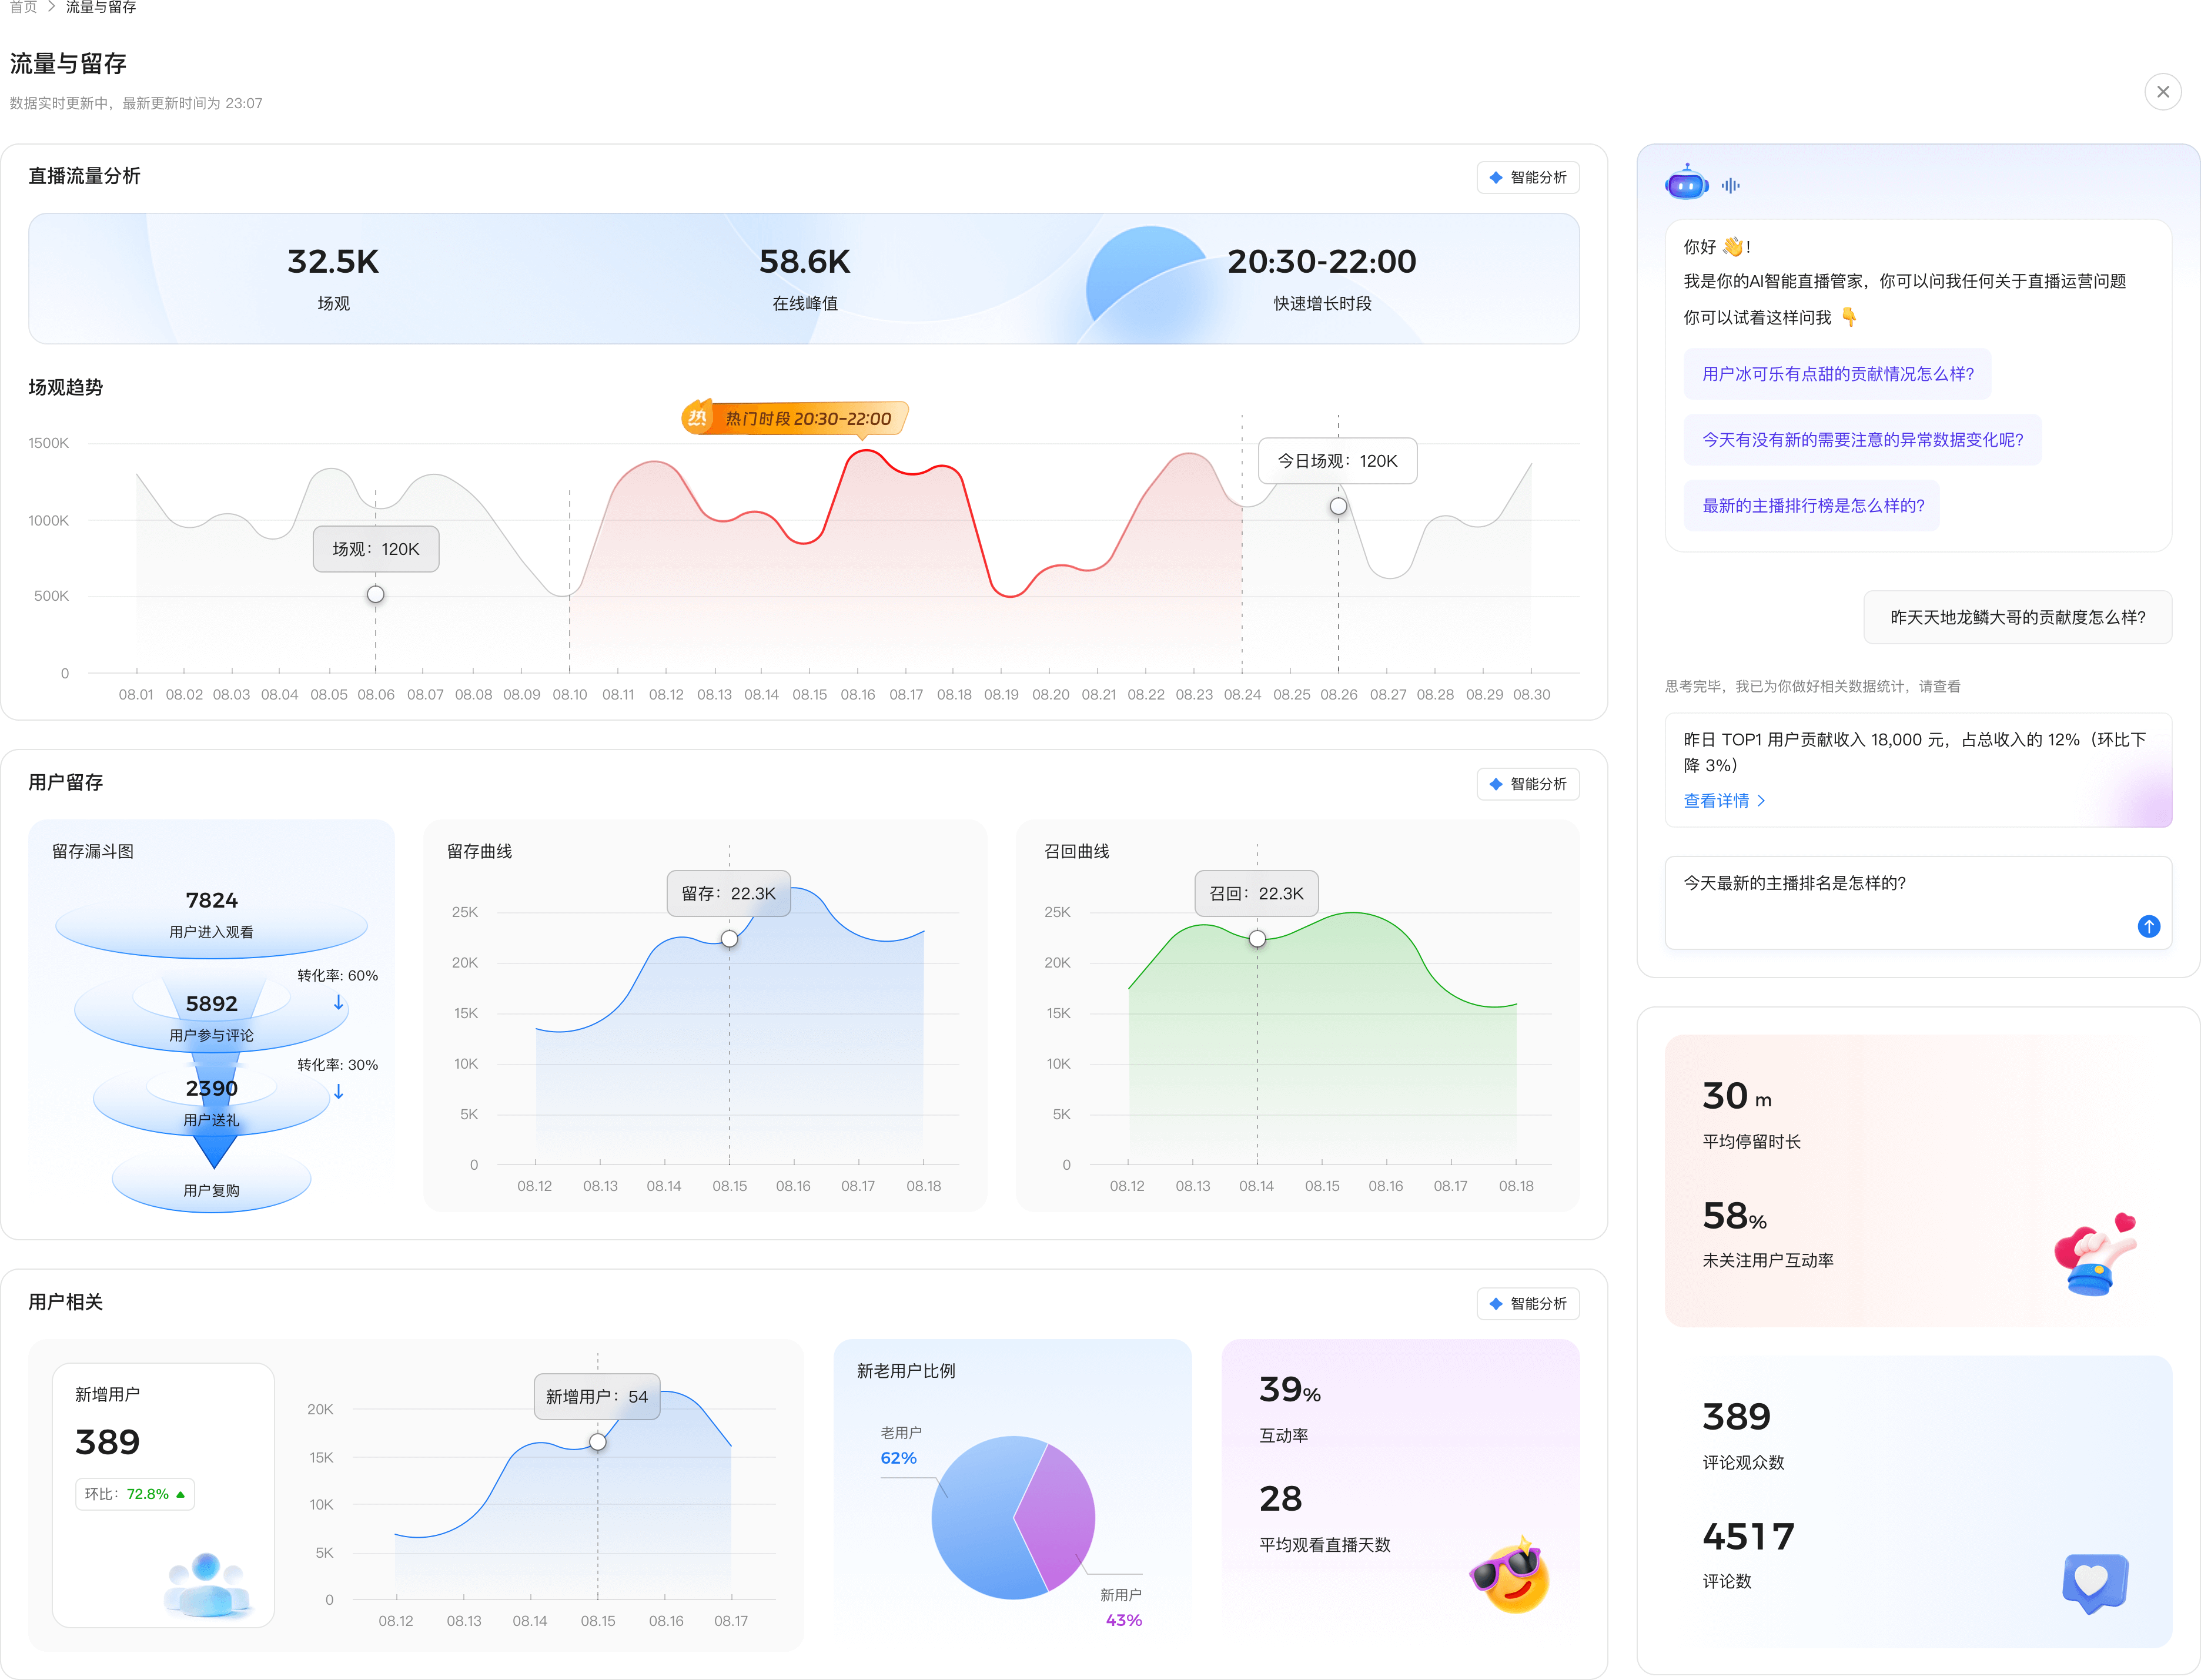 首页 > 流量与留存
流量与留存
数据实时更新中，最新更新时间为 23:07
直播流量分析
智能分析
32.5K
场观
58.6K
在线峰值
20:30-22:00
快速增长时段
场观趋势
热 热门时段 20:30-22:00
1500K
1000K
500K
0
场观：120K
今日场观：120K
08.01 08.02 08.03 08.04 08.05 08.06 08.07 08.08 08.09 08.10 08.11 08.12 08.13 08.14 08.15 08.16 08.17 08.18 08.19 08.20 08.21 08.22 08.23 08.24 08.25 08.26 08.27 08.28 08.29 08.30
用户留存
智能分析
留存漏斗图
7824
用户进入观看
转化率: 60%
5892
用户参与评论
转化率: 30%
2390
用户送礼
用户复购
留存曲线
留存：22.3K
25K
20K
15K
10K
5K
0
08.12 08.13 08.14 08.15 08.16 08.17 08.18
召回曲线
召回：22.3K
25K
20K
15K
10K
5K
0
08.12 08.13 08.14 08.15 08.16 08.17 08.18
用户相关
智能分析
新增用户
389
环比：72.8%
新增用户：54
20K
15K
10K
5K
0
08.12 08.13 08.14 08.15 08.16 08.17
新老用户比例
老用户
62%
新用户
43%
39%
互动率
28
平均观看直播天数
你好 👋！
我是你的AI智能直播管家，你可以问我任何关于直播运营问题
你可以试着这样问我 👇
用户冰可乐有点甜的贡献情况怎么样?
今天有没有新的需要注意的异常数据变化呢?
最新的主播排行榜是怎么样的?
昨天天地龙鳞大哥的贡献度怎么样?
思考完毕，我已为你做好相关数据统计，请查看
昨日 TOP1 用户贡献收入 18,000 元，占总收入的 12%（环比下
降 3%）
查看详情 >
今天最新的主播排名是怎样的?
30 m
平均停留时长
58%
未关注用户互动率
389
评论观众数
4517
评论数